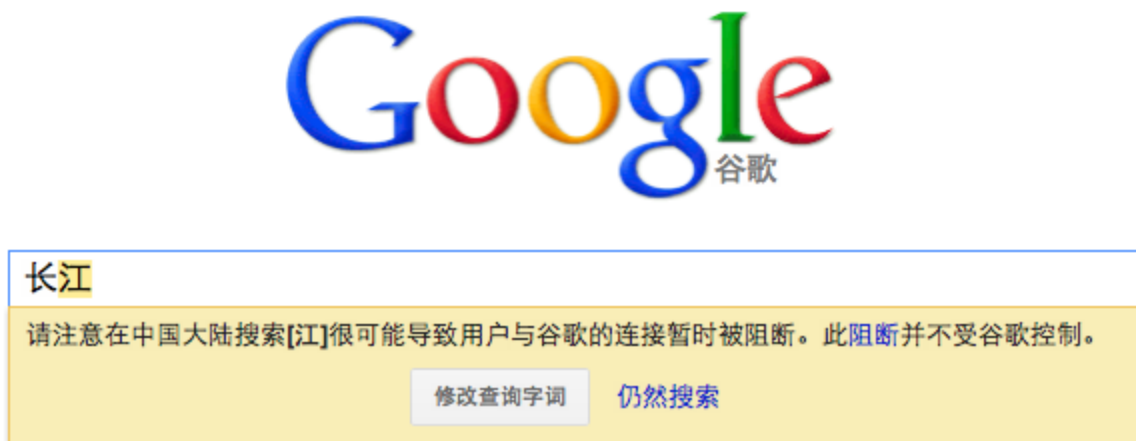 Google
谷歌
长江
请注意在中国大陆搜索[江]很可能导致用户与谷歌的连接暂时被阻断。此阻断并不受谷歌控制。
修改查询字词 仍然搜索